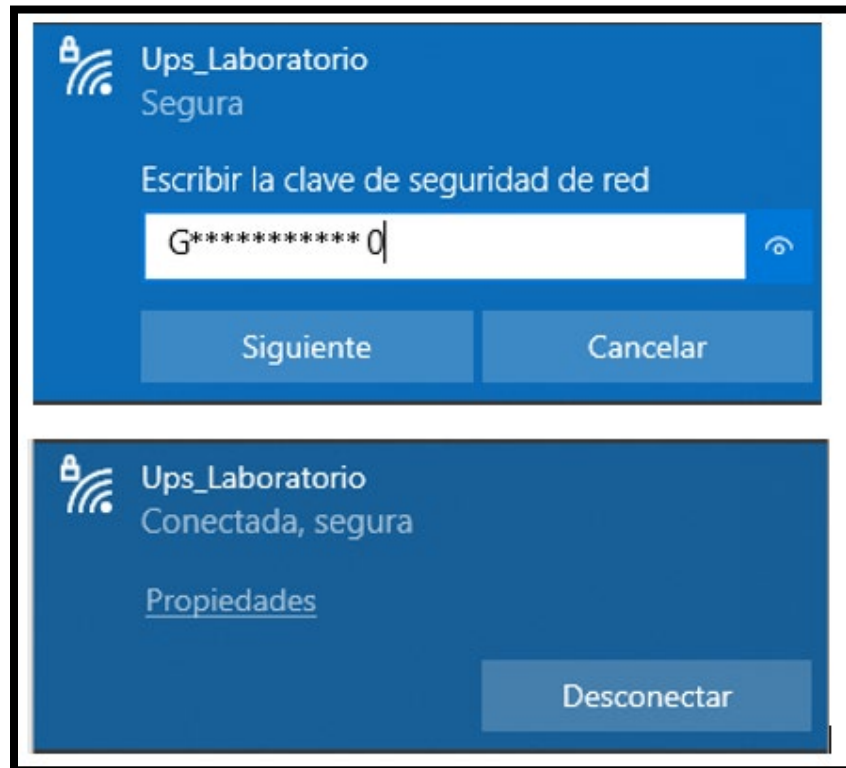 Ups_Laboratorio
Segura
Escribir la clave de seguridad de red
G*********** 0
Siguiente Cancelar
Ups_Laboratorio
Conectada, segura
Propiedades
Desconectar